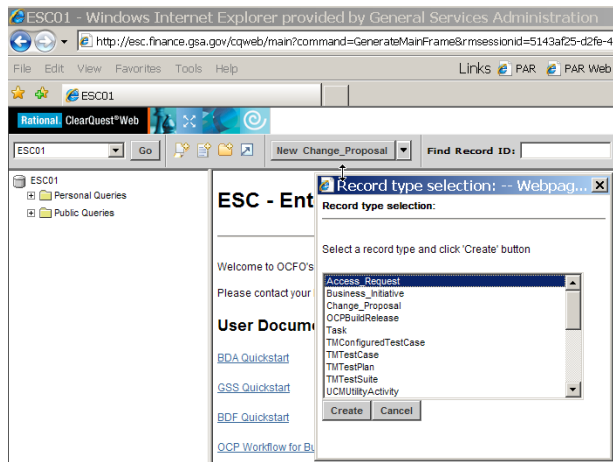 ESC01 - Windows Internet Explorer provided by General Services Administration
http://esc.finance.gsa.gov/cqweb/main?command=GenerateMainFrame&rmsessionid=5143af25-d2fe-4
File Edit View Favorites Tools Help Links PAR PAR Web
ESC01
Rational. ClearQuest®Web
ESC01 Go New Change_Proposal Find Record ID:
ESC01
Personal Queries
Public Queries
ESC - Ent
Welcome to OCFO's
Please contact your
User Docume
BDA Quickstart
GSS Quickstart
BDF Quickstart
OCP Workflow for Bu
Record type selection: -- Webpag...
Record type selection:
Select a record type and click 'Create' button
Access_Request
Business_Initiative
Change_Proposal
OCPBuildRelease
Task
TMConfiguredTestCase
TMTestCase
TMTestPlan
TMTestSuite
UCMUtilityActivity
Create Cancel